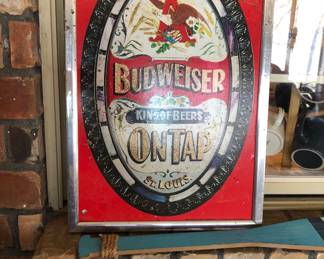 BUDWEISER
KING OF BEERS
ON TAP
ST. LOUIS.